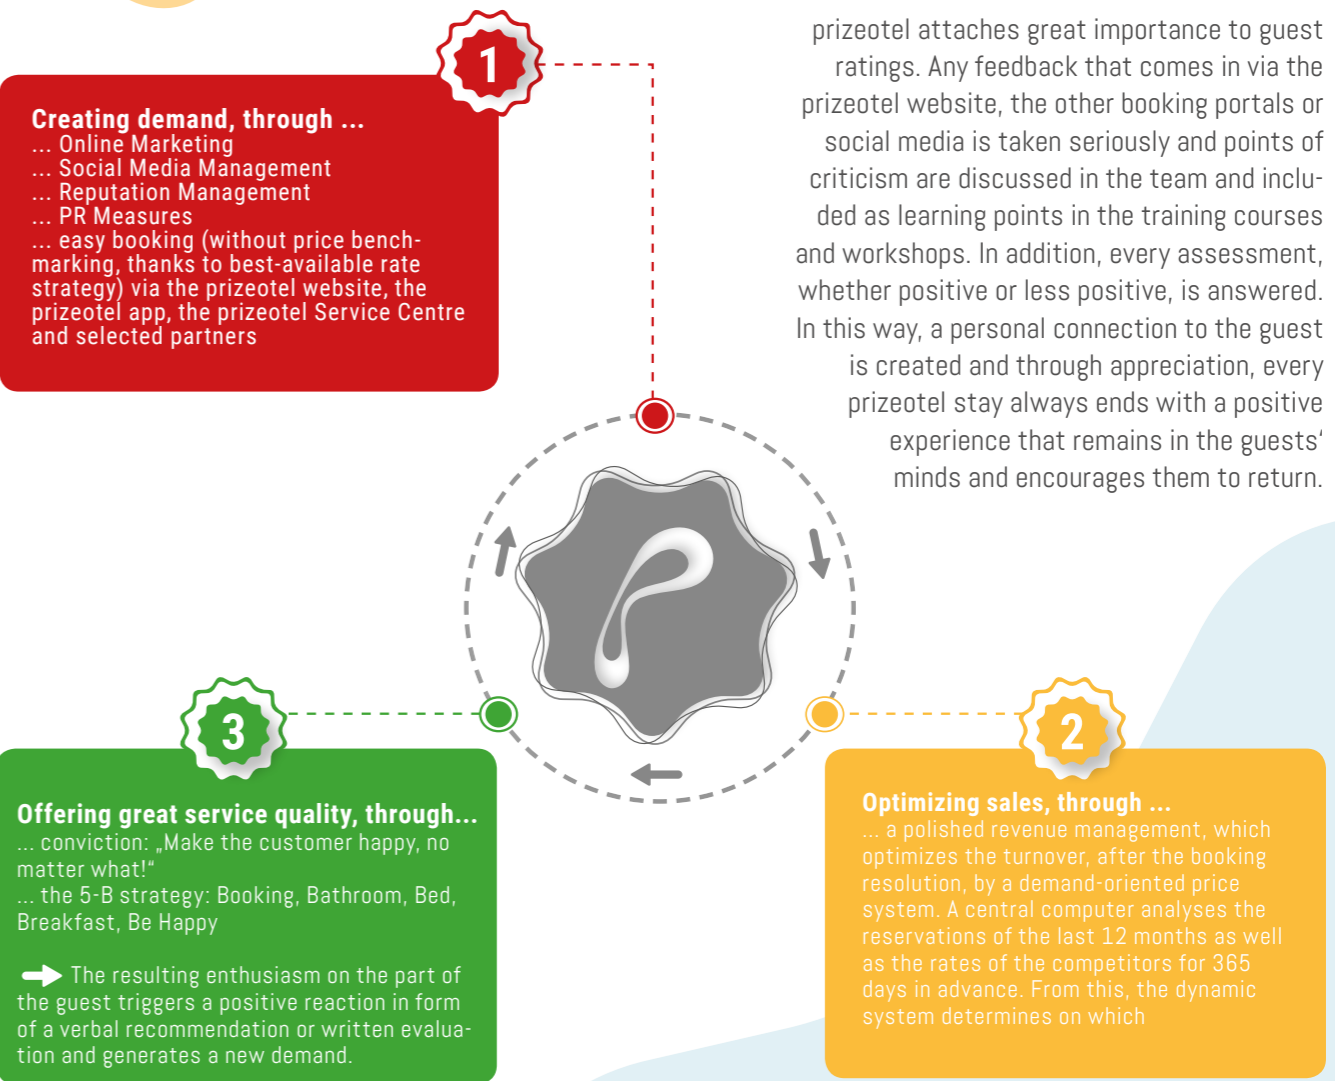 prizeotel attaches great importance to guest
ratings. Any feedback that comes in via the
prizeotel website, the other booking portals or
social media is taken seriously and points of
criticism are discussed in the team and inclu-
ded as learning points in the training courses
and workshops. In addition, every assessment,
whether positive or less positive, is answered.
In this way, a personal connection to the guest
is created and through appreciation, every
prizeotel stay always ends with a positive
experience that remains in the guests‘
minds and encourages them to return.
1
Creating demand, through ...
... Online Marketing
... Social Media Management
... Reputation Management
... PR Measures
... easy booking (without price bench-
marking, thanks to best-available rate
strategy) via the prizeotel website, the
prizeotel app, the prizeotel Service Centre
and selected partners
2
Optimizing sales, through ...
... a polished revenue management, which
optimizes the turnover, after the booking
resolution, by a demand-oriented price
system. A central computer analyses the
reservations of the last 12 months as well
as the rates of the competitors for 365
days in advance. From this, the dynamic
system determines on which
3
Offering great service quality, through...
... conviction: „Make the customer happy, no
matter what!“
... the 5-B strategy: Booking, Bathroom, Bed,
Breakfast, Be Happy
The resulting enthusiasm on the part of
the guest triggers a positive reaction in form
of a verbal recommendation or written evalua-
tion and generates a new demand.